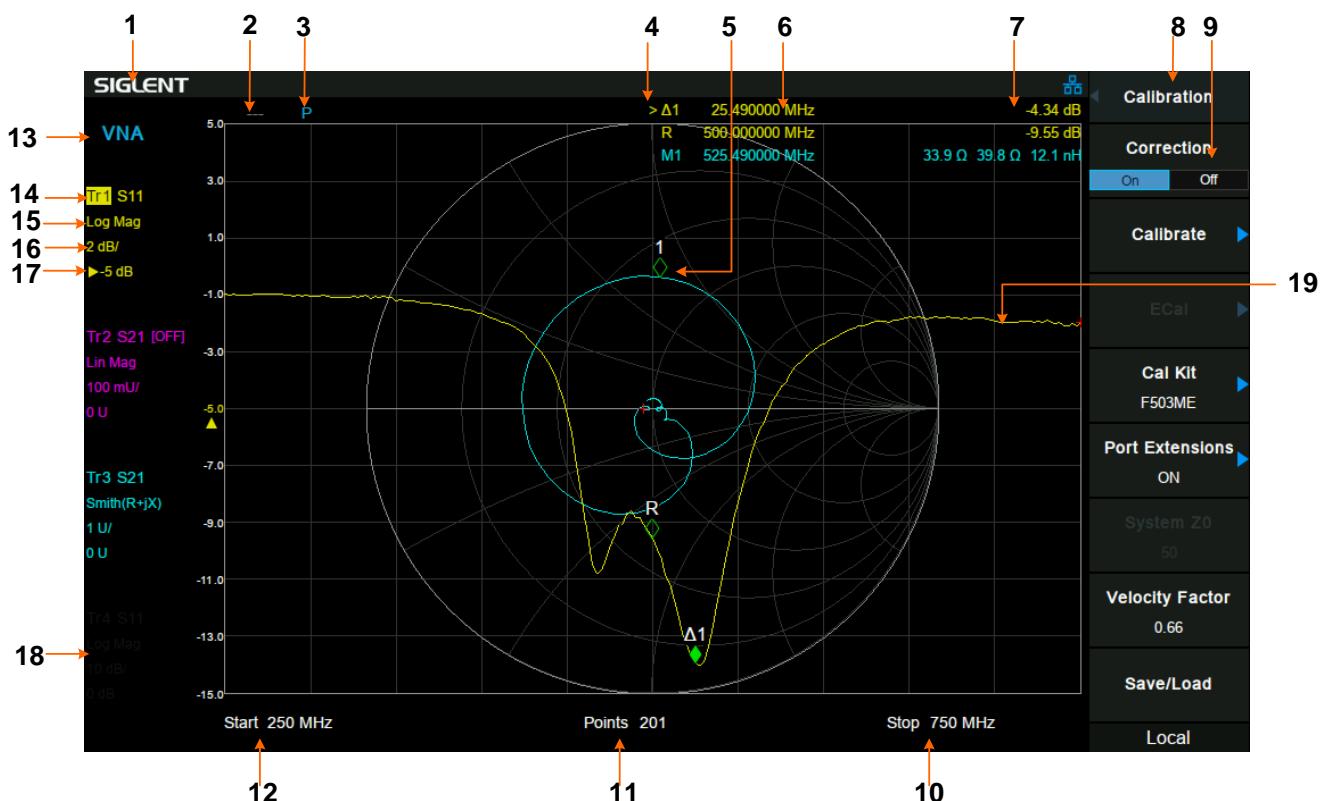 1 2 3 4 5 6 7 8 9
SIGLENT
--- P
> Δ1 25.490000 MHz -4.34 dB
R 500.000000 MHz -9.55 dB
M1 525.490000 MHz 33.9 Ω 39.8 Ω 12.1 nH
13
VNA
14
Tr1 S11
15
Log Mag
16
2 dB/
17
-5 dB
Tr2 S21 [OFF]
Lin Mag
100 mU/
0 U
Tr3 S21
Smith(R+jX)
1 U/
0 U
Tr4 S11
18
Log Mag
10 dB/
0 dB
5.0
3.0
1.0
-1.0
-3.0
-5.0
-7.0
-9.0
-11.0
-13.0
-15.0
1
R
Δ1
Start 250 MHz
Points 201
Stop 750 MHz
Calibration
Correction
On Off
Calibrate
19
ECal
Cal Kit
F503ME
Port Extensions
ON
System Z0
50
Velocity Factor
0.66
Save/Load
Local
12 11 10